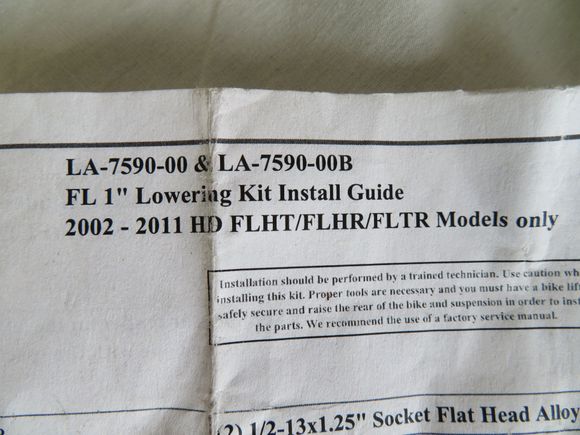 LA-7590-00 & LA-7590-00B
FL 1" Lowering Kit Install Guide
2002 - 2011 HD FLHT/FLHR/FLTR Models only
Installation should be performed by a trained technician. Use caution
installing this kit. Proper tools are necessary and you must have a bike lift
safely secure and raise the rear of the bike and suspension in order to
the parts. We recommend the use of a factory service manual.
(2) 1/2-13x1.25" Socket Flat Head Alloy